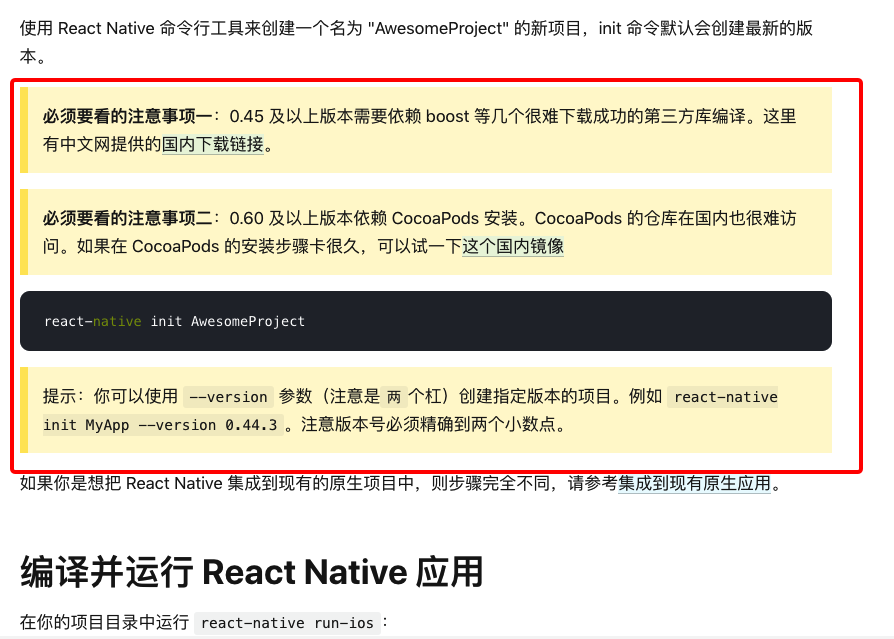 使用 React Native 命令行工具来创建一个名为 "AwesomeProject" 的新项目，init 命令默认会创建最新的版
本。
必须要看的注意事项一：0.45 及以上版本需要依赖 boost 等几个很难下载成功的第三方库编译。这里
有中文网提供的国内下载链接。
必须要看的注意事项二：0.60 及以上版本依赖 CocoaPods 安装。CocoaPods 的仓库在国内也很难访
问。如果在 CocoaPods 的安装步骤卡很久，可以试一下这个国内镜像
react-native init AwesomeProject
提示：你可以使用 --version 参数（注意是 两 个杠）创建指定版本的项目。例如 react-native
init MyApp --version 0.44.3 。注意版本号必须精确到两个小数点。
如果你是想把 React Native 集成到现有的原生项目中，则步骤完全不同，请参考集成到现有原生应用。
编译并运行 React Native 应用
在你的项目目录中运行 react-native run-ios：